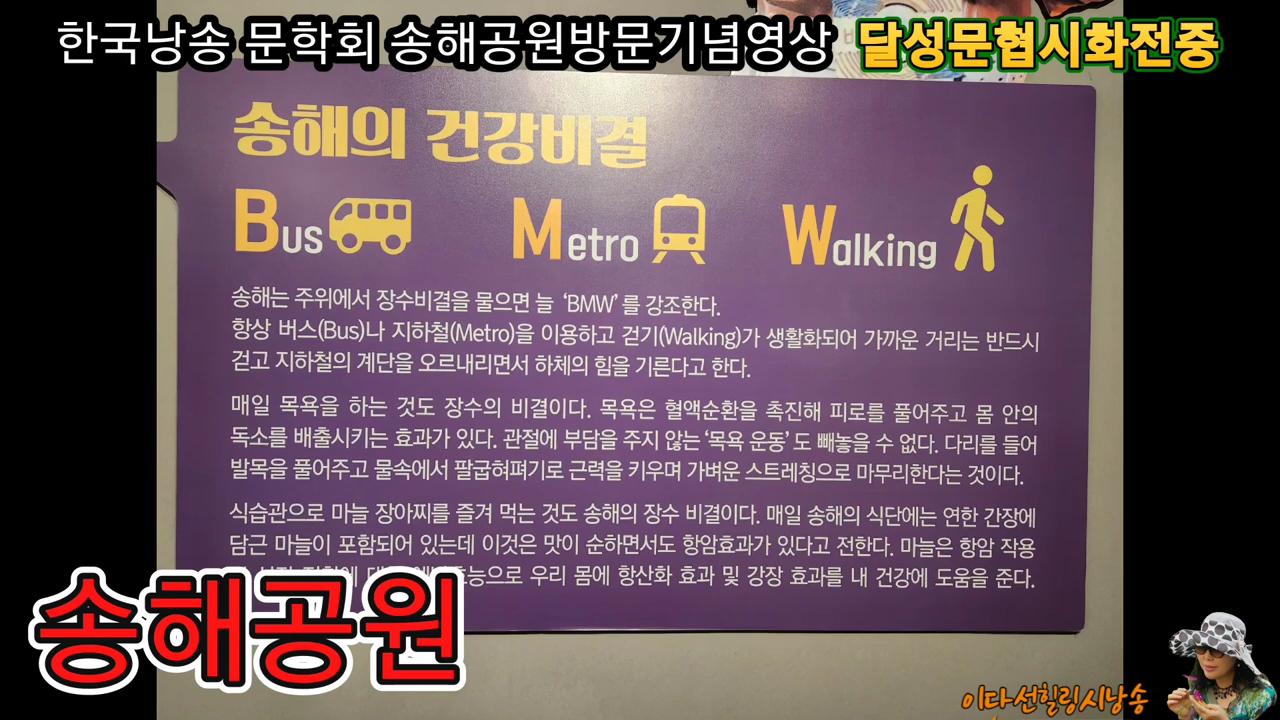 한국낭송 문학회 송해공원방문기념영상 달성문협시화전중
송해의 건강비결
Bus Metro Walking
송해는 주위에서 장수비결을 물으면 늘 ‘BMW’를 강조한다.
항상 버스(Bus)나 지하철(Metro)을 이용하고 걷기(Walking)가 생활화되어 가까운 거리는 반드시
걷고 지하철의 계단을 오르내리면서 하체의 힘을 기른다고 한다.
매일 목욕을 하는 것도 장수의 비결이다. 목욕은 혈액순환을 촉진해 피로를 풀어주고 몸 안의
독소를 배출시키는 효과가 있다. 관절에 부담을 주지 않는 ‘목욕 운동’도 빼놓을 수 없다. 다리를 들어
발목을 풀어주고 물속에서 팔굽혀펴기로 근력을 키우며 가벼운 스트레칭으로 마무리한다는 것이다.
식습관으로 마늘 장아찌를 즐겨 먹는 것도 송해의 장수 비결이다. 매일 송해의 식단에는 연한 간장에
담근 마늘이 포함되어 있는데 이것은 맛이 순하면서도 항암효과가 있다고 전한다. 마늘은 항암 작용
우리 몸에 항산화 효과 및 강장 효과를 내 건강에 도움을 준다.
송해공원
이다선힐링시낭송